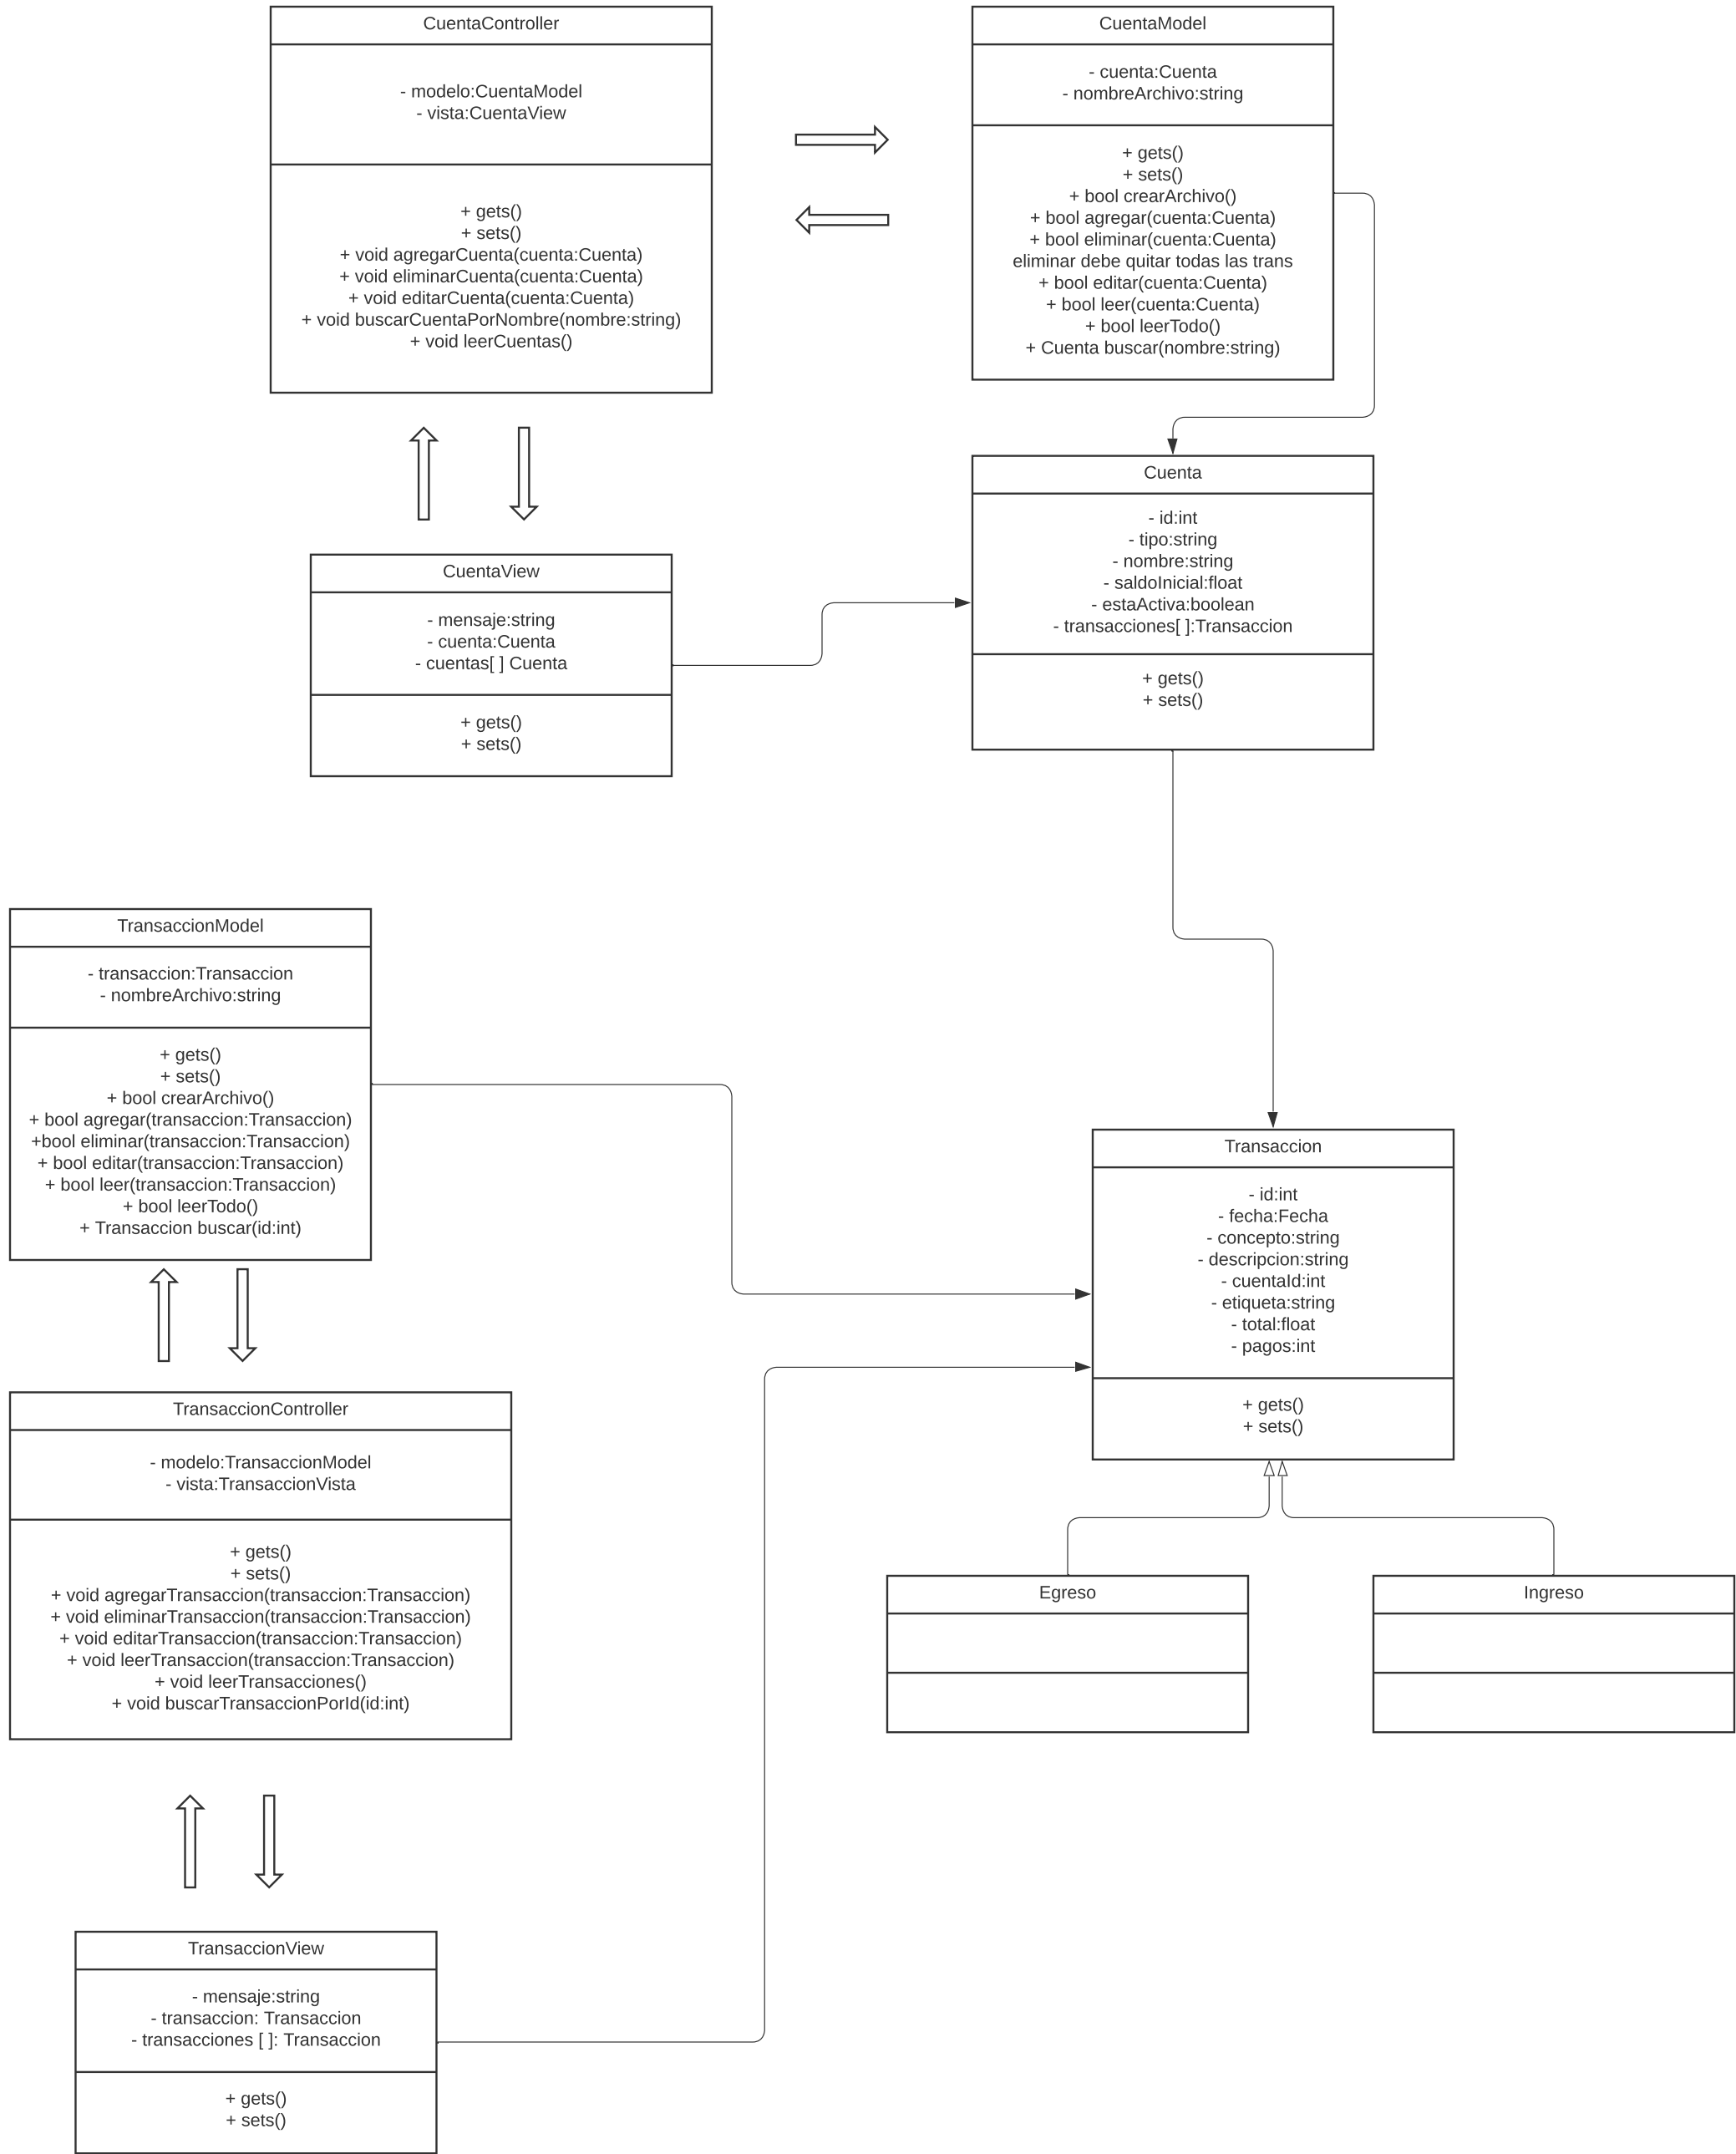 CuentaController
- modelo:CuentaModel
- vista:CuentaView
+ gets()
+ sets()
+ void agregarCuenta(cuenta:Cuenta)
+ void eliminarCuenta(cuenta:Cuenta)
+ void editarCuenta(cuenta:Cuenta)
+ void buscarCuentaPorNombre(nombre:string)
+ void leerCuentas()
CuentaModel
- cuenta:Cuenta
- nombreArchivo:string
+ gets()
+ sets()
+ bool crearArchivo()
+ bool agregar(cuenta:Cuenta)
+ bool eliminar(cuenta:Cuenta)
eliminar debe quitar todas las trans
+ bool editar(cuenta:Cuenta)
+ bool leer(cuenta:Cuenta)
+ bool leerTodo()
+ Cuenta buscar(nombre:string)
CuentaView
- mensaje:string
- cuenta:Cuenta
- cuentas[ ] Cuenta
+ gets()
+ sets()
Cuenta
- id:int
- tipo:string
- nombre:string
- saldoInicial:float
- estaActiva:boolean
- transacciones[ ]:Transaccion
+ gets()
+ sets()
TransaccionModel
- transaccion:Transaccion
- nombreArchivo:string
+ gets()
+ sets()
+ bool crearArchivo()
+ bool agregar(transaccion:Transaccion)
+bool eliminar(transaccion:Transaccion)
+ bool editar(transaccion:Transaccion)
+ bool leer(transaccion:Transaccion)
+ bool leerTodo()
+ Transaccion buscar(id:int)
Transaccion
- id:int
- fecha:Fecha
- concepto:string
- descripcion:string
- cuentaId:int
- etiqueta:string
- total:float
- pagos:int
+ gets()
+ sets()
TransaccionController
- modelo:TransaccionModel
- vista:TransaccionVista
+ gets()
+ sets()
+ void agregarTransaccion(transaccion:Transaccion)
+ void eliminarTransaccion(transaccion:Transaccion)
+ void editarTransaccion(transaccion:Transaccion)
+ void leerTransaccion(transaccion:Transaccion)
+ void leerTransacciones()
+ void buscarTransaccionPorId(id:int)
Egreso
Ingreso
TransaccionView
- mensaje:string
- transaccion: Transaccion
- transacciones [ ]: Transaccion
+ gets()
+ sets()